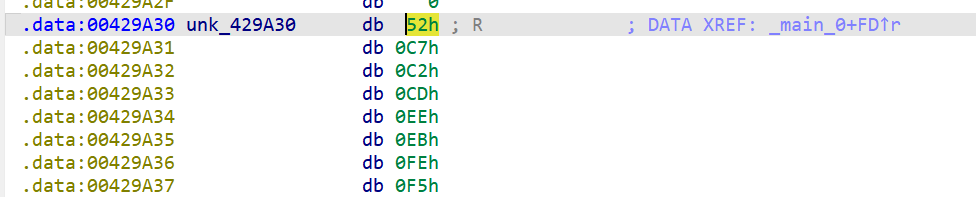 .data:00429A2F db 0
.data:00429A30 unk_429A30 db 52h ; R ; DATA XREF: _main_0+FD↑r
.data:00429A31 db 0C7h
.data:00429A32 db 0C2h
.data:00429A33 db 0CDh
.data:00429A34 db 0EEh
.data:00429A35 db 0EBh
.data:00429A36 db 0FEh
.data:00429A37 db 0F5h